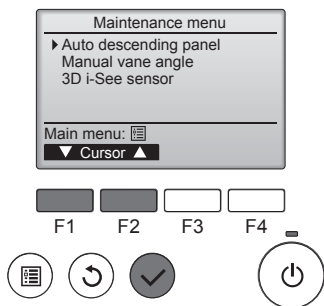 Maintenance menu
Auto descending panel
Manual vane angle
3D i-See sensor
Main menu:
▼ Cursor ▲
F1 F2 F3 F4